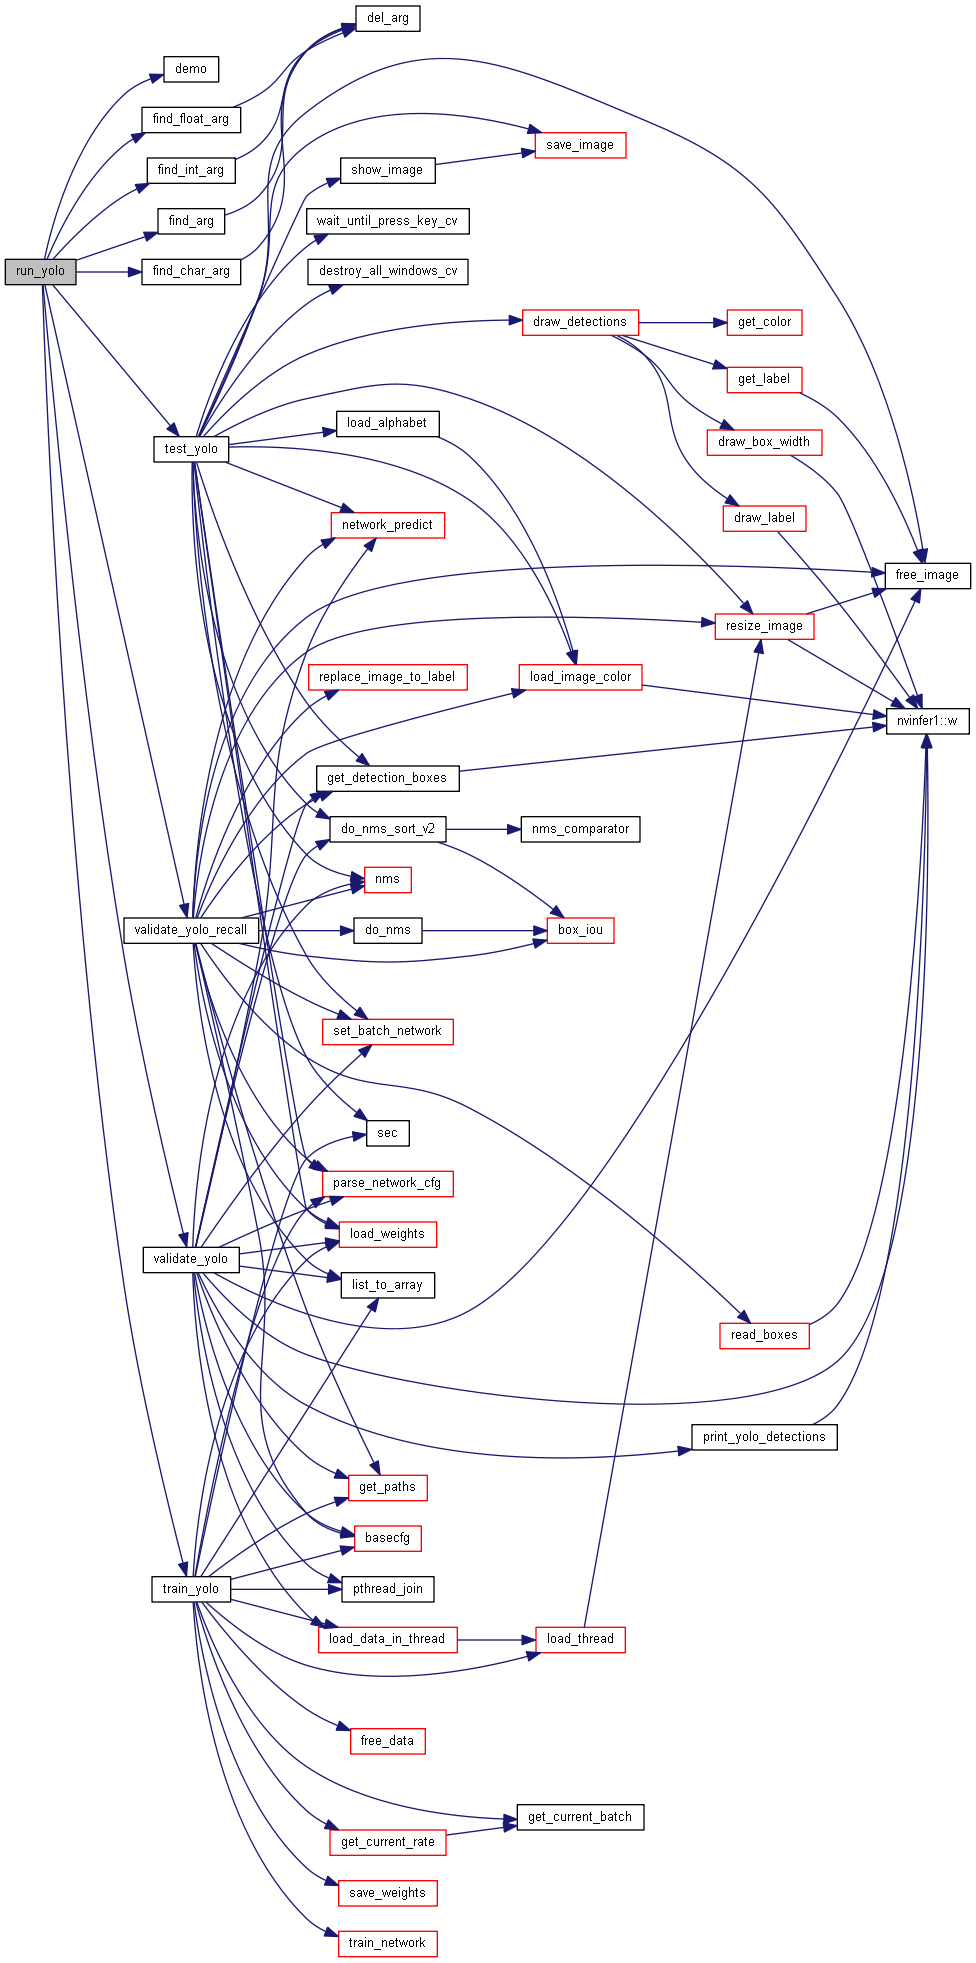 del_arg
demo
find_float_arg
save_image
find_int_arg
show_image
find_arg
wait_until_press_key_cv
run_yolo
find_char_arg
destroy_all_windows_cv
draw_detections
get_color
get_label
load_alphabet
test_yolo
draw_box_width
network_predict
draw_label
free_image
resize_image
replace_image_to_label
load_image_color
nvinfer1::w
get_detection_boxes
do_nms_sort_v2
nms_comparator
nms
validate_yolo_recall
do_nms
box_iou
set_batch_network
sec
parse_network_cfg
load_weights
validate_yolo
list_to_array
read_boxes
print_yolo_detections
get_paths
basecfg
train_yolo
pthread_join
load_data_in_thread
load_thread
free_data
get_current_batch
get_current_rate
save_weights
train_network